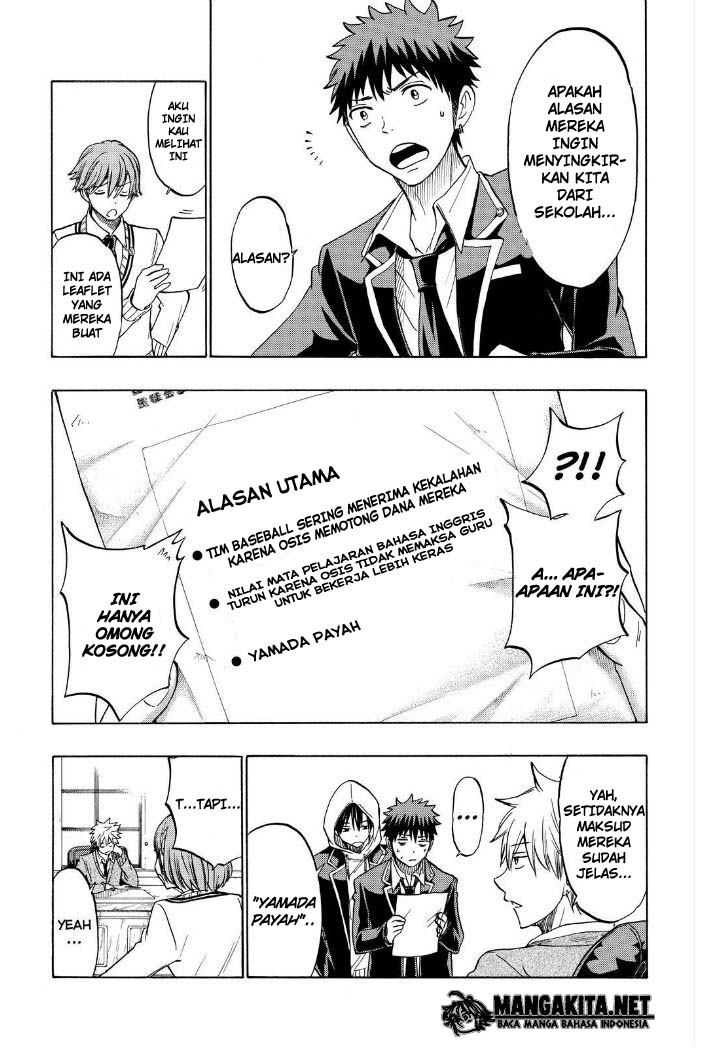 APAKAH
ALASAN
MEREKA
INGIN
MENYINGKIR-
KAN KITA
DARI
SEKOLAH...
ALASAN?
AKU
INGIN
KAU
MELIHAT
INI
INI ADA
LEAFLET
YANG
MEREKA
BUAT
?!!
A... APA-
APAAN INI?!
ALASAN UTAMA
● TIM BASEBALL SERING MENERIMA KEKALAHAN
KARENA OSIS MEMOTONG DANA MEREKA
● NILAI MATA PELAJARAN BAHASA INGGRIS
TURUN KARENA OSIS TIDAK MEMAKSA GURU
UNTUK BEKERJA LEBIH KERAS
● YAMADA PAYAH
INI
HANYA
OMONG
KOSONG!!
YAH,
SETIDAKNYA
MAKSUD
MEREKA
SUDAH
JELAS...
...
"YAMADA
PAYAH"..
T...TAPI...
YEAH
...
MANGAKITA.NET
BACA MANGA BAHASA INDONESIA